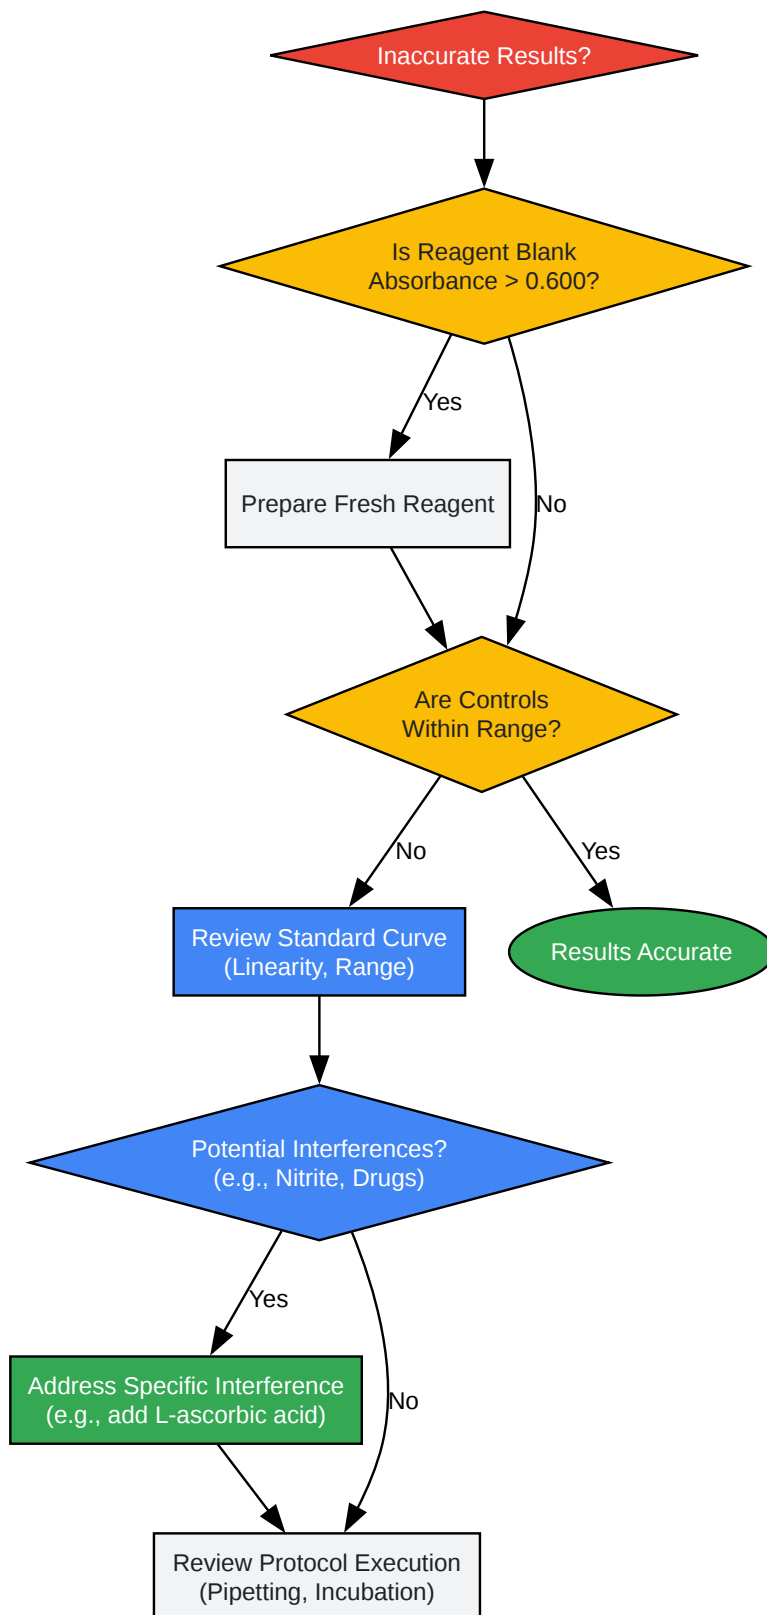 Inaccurate Results?
Is Reagent Blank
Absorbance > 0.600?
Yes
Prepare Fresh Reagent
No
Are Controls
Within Range?
No
Yes
Review Standard Curve
(Linearity, Range)
Results Accurate
Potential Interferences?
(e.g., Nitrite, Drugs)
Yes
Address Specific Interference
(e.g., add L-ascorbic acid)
No
Review Protocol Execution
(Pipetting, Incubation)